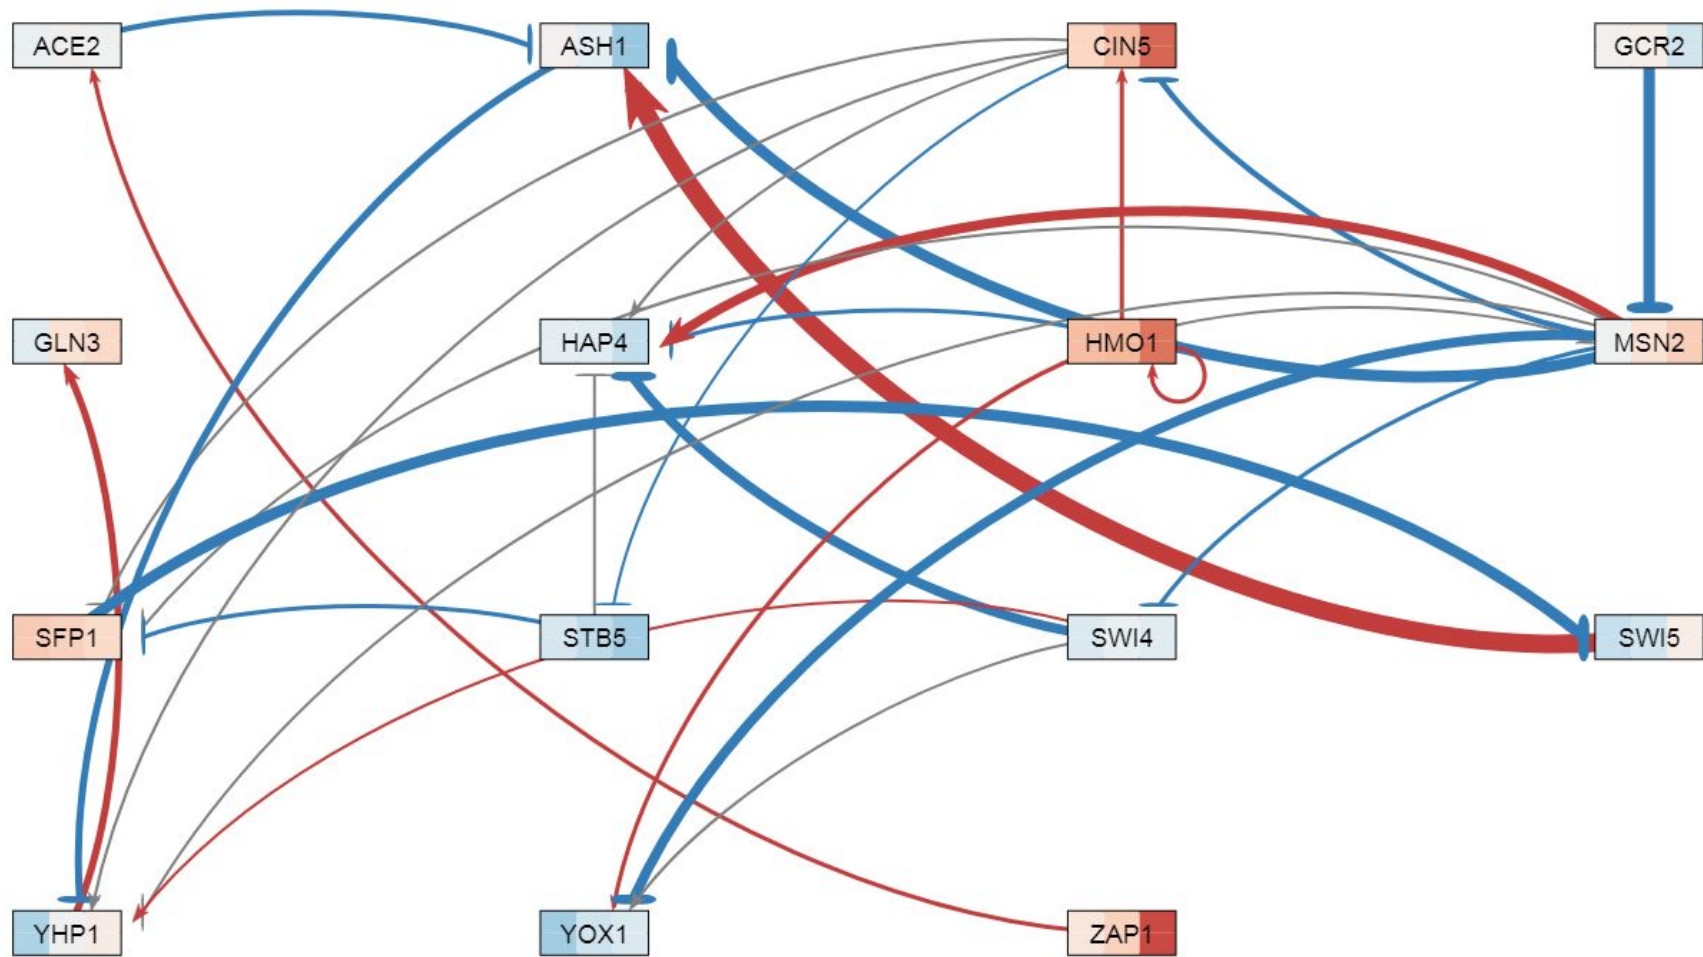 ACE2 ASH1 CIN5 GCR2
GLN3 HAP4 HMO1 MSN2
SFP1 STB5 SWI4 SWI5
YHP1 YOX1 ZAP1